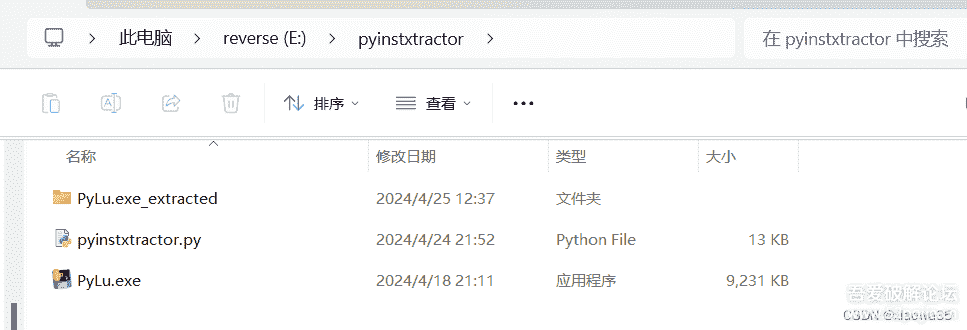 此电脑 reverse (E:) pyinstxtractor 在 pyinstxtractor 中搜索
排序 查看
名称 修改日期 类型 大小
PyLu.exe_extracted 2024/4/25 12:37 文件夹
pyinstxtractor.py 2024/4/24 21:52 Python File 13 KB
PyLu.exe 2024/4/18 21:11 应用程序 9,231 KB
吾爱破解论坛